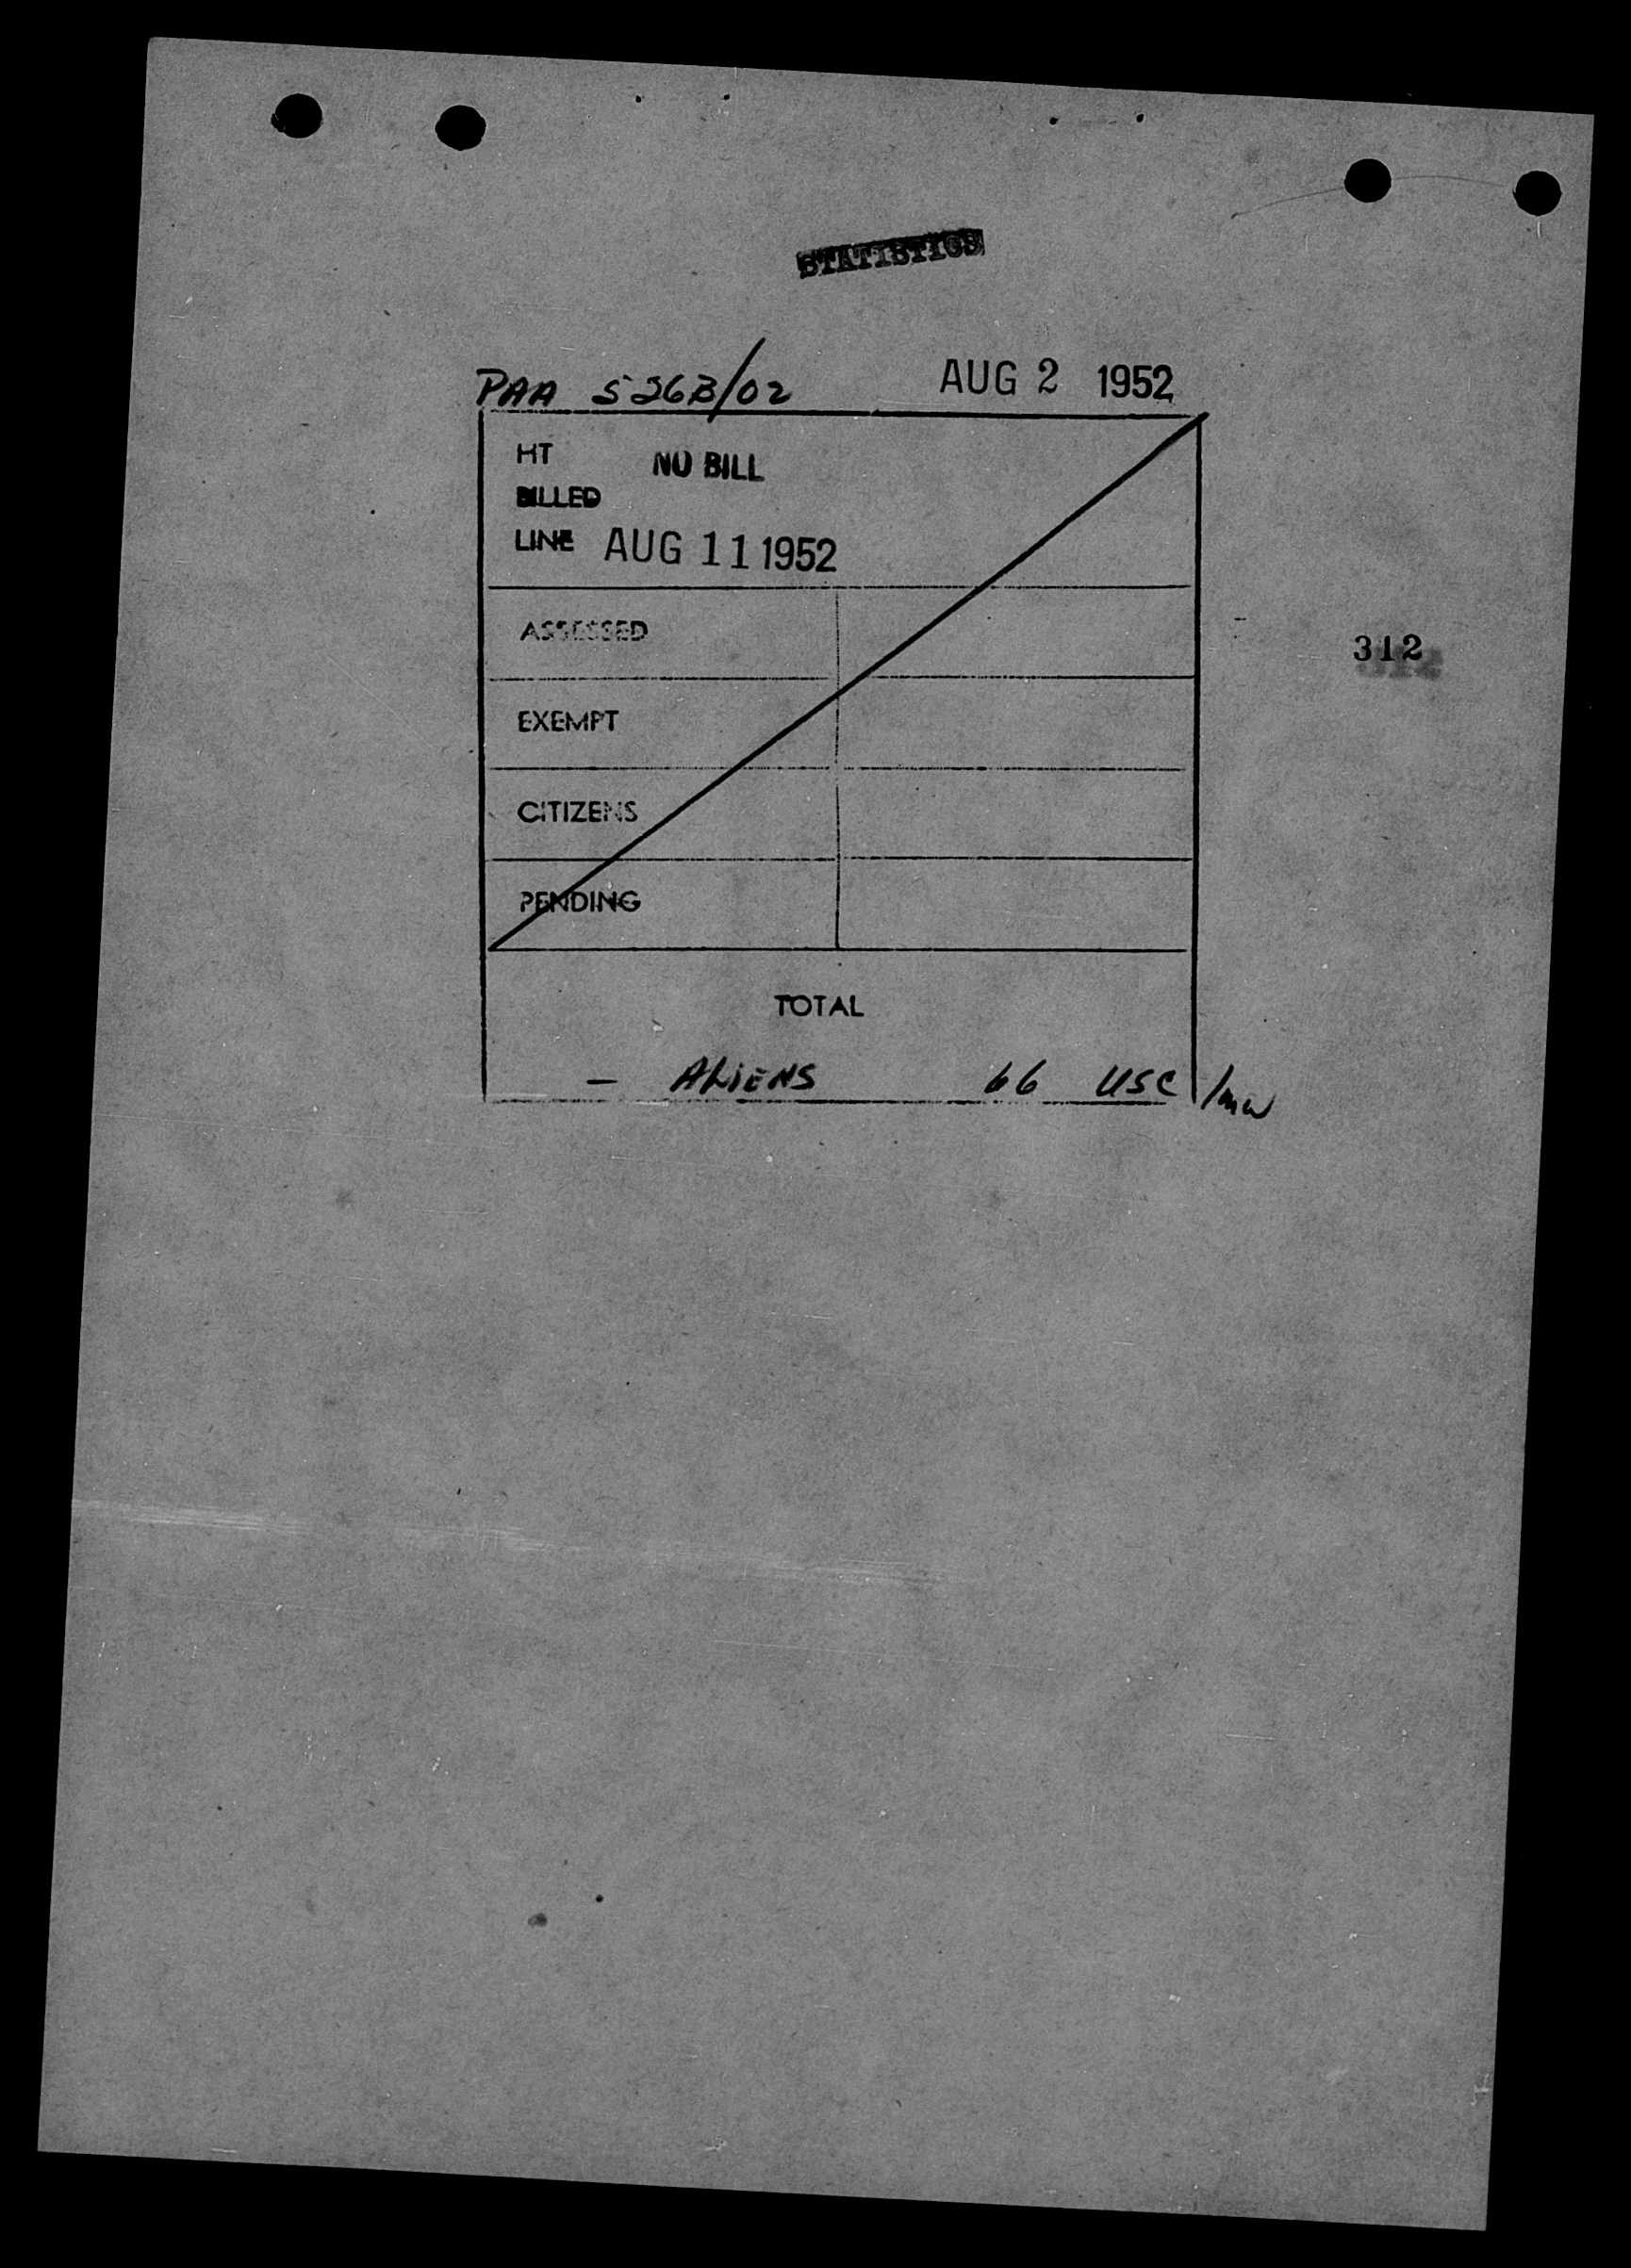 STATISTICS
PAA 526B/02 AUG 2 1952
HT NO BILL
BILLED
LINE AUG 11 1952
ASSESSED
312
EXEMPT
CITIZENS
PENDING
TOTAL
— ALIENS 66 USC /mw